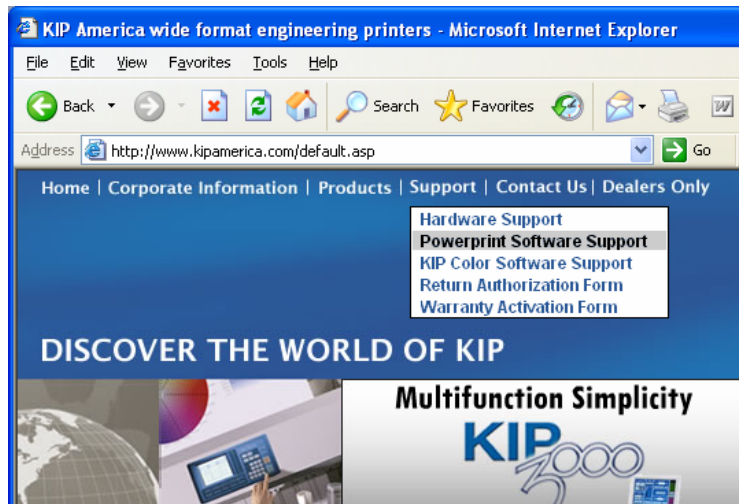 KIP America wide format engineering printers - Microsoft Internet Explorer
File Edit View Favorites Tools Help
Back Search Favorites
Address http://www.kipamerica.com/default.asp Go
Home | Corporate Information | Products | Support | Contact Us | Dealers Only
Hardware Support
Powerprint Software Support
KIP Color Software Support
Return Authorization Form
Warranty Activation Form
DISCOVER THE WORLD OF KIP
Multifunction Simplicity
KIP
3000